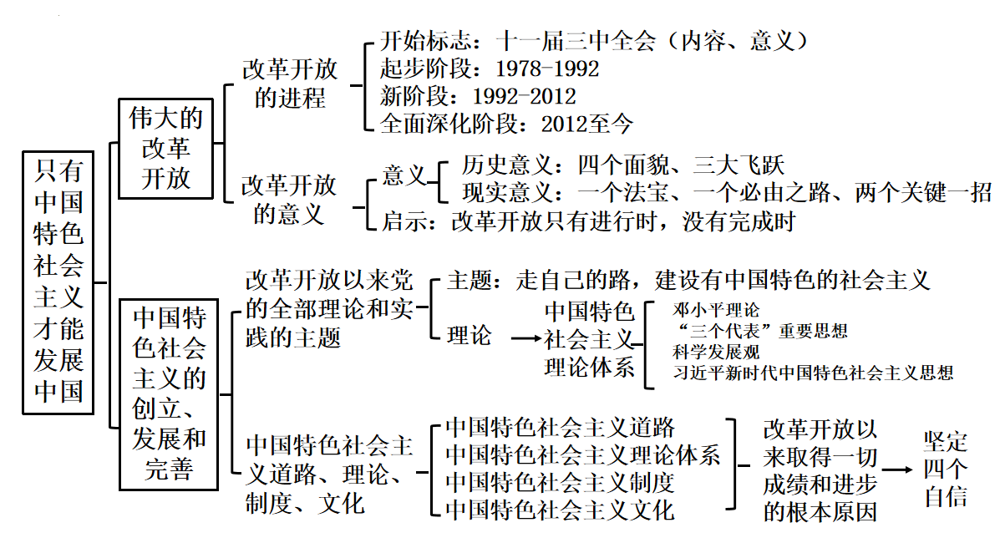 只有
中国
特色
社会
主义
才能
发展
中国
伟大的
改革
开放
改革开放
的进程
开始标志：十一届三中全会（内容、意义）
起步阶段：1978-1992
新阶段：1992-2012
全面深化阶段：2012至今
改革开放
的意义
意义
历史意义：四个面貌、三大飞跃
现实意义：一个法宝、一个必由之路、两个关键一招
启示：改革开放只有进行时，没有完成时
中国特
色社会
主义的
创立、
发展和
完善
改革开放以来党
的全部理论和实
践的主题
主题：走自己的路，建设有中国特色的社会主义
理论
中国特色
社会主义
理论体系
邓小平理论
“三个代表”重要思想
科学发展观
习近平新时代中国特色社会主义思想
中国特色社会主
义道路、理论、
制度、文化
中国特色社会主义道路
中国特色社会主义理论体系
中国特色社会主义制度
中国特色社会主义文化
改革开放以
来取得一切
成绩和进步
的根本原因
坚定
四个
自信